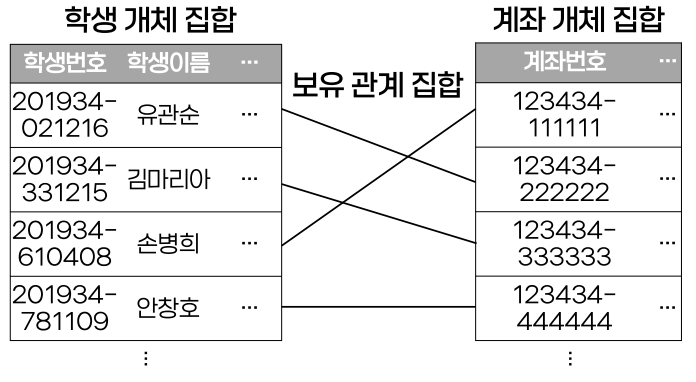 학생 개체 집합
학생번호 학생이름 ...
201934-
021216 유관순 ...
201934-
331215 김마리아 ...
201934-
610408 손병희 ...
201934-
781109 안창호 ...
⋮
보유 관계 집합
계좌 개체 집합
계좌번호 ...
123434-
111111 ...
123434-
222222 ...
123434-
333333 ...
123434-
444444 ...
⋮